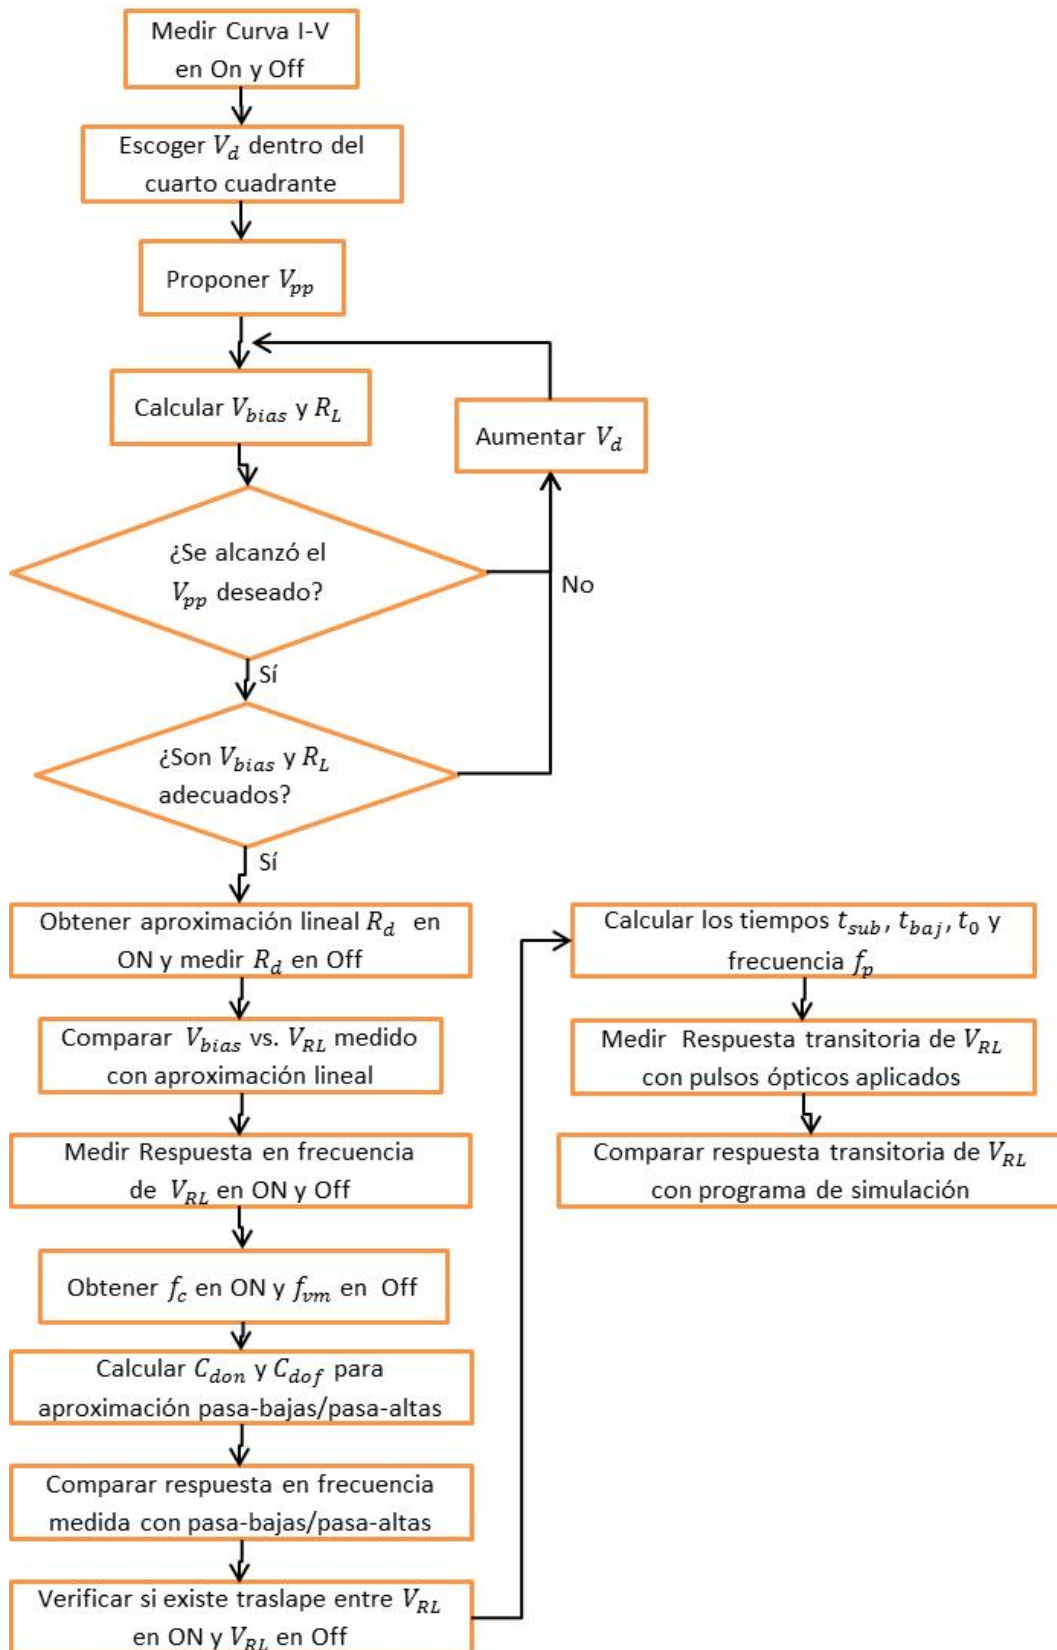 Medir Curva I-V
en On y Off
Escoger V_d dentro del
cuarto cuadrante
Proponer V_pp
Calcular V_bias y R_L
Aumentar V_d
¿Se alcanzó el
V_pp deseado?
No
Sí
¿Son V_bias y R_L
adecuados?
Sí
Obtener aproximación lineal R_d en
ON y medir R_d en Off
Comparar V_bias vs. V_RL medido
con aproximación lineal
Medir Respuesta en frecuencia
de V_RL en ON y Off
Obtener f_c en ON y f_vm en Off
Calcular C_don y C_dof para
aproximación pasa-bajas/pasa-altas
Comparar respuesta en frecuencia
medida con pasa-bajas/pasa-altas
Verificar si existe traslape entre V_RL
en ON y V_RL en Off
Calcular los tiempos t_sub, t_baj, t_0 y
frecuencia f_p
Medir Respuesta transitoria de V_RL
con pulsos ópticos aplicados
Comparar respuesta transitoria de V_RL
con programa de simulación